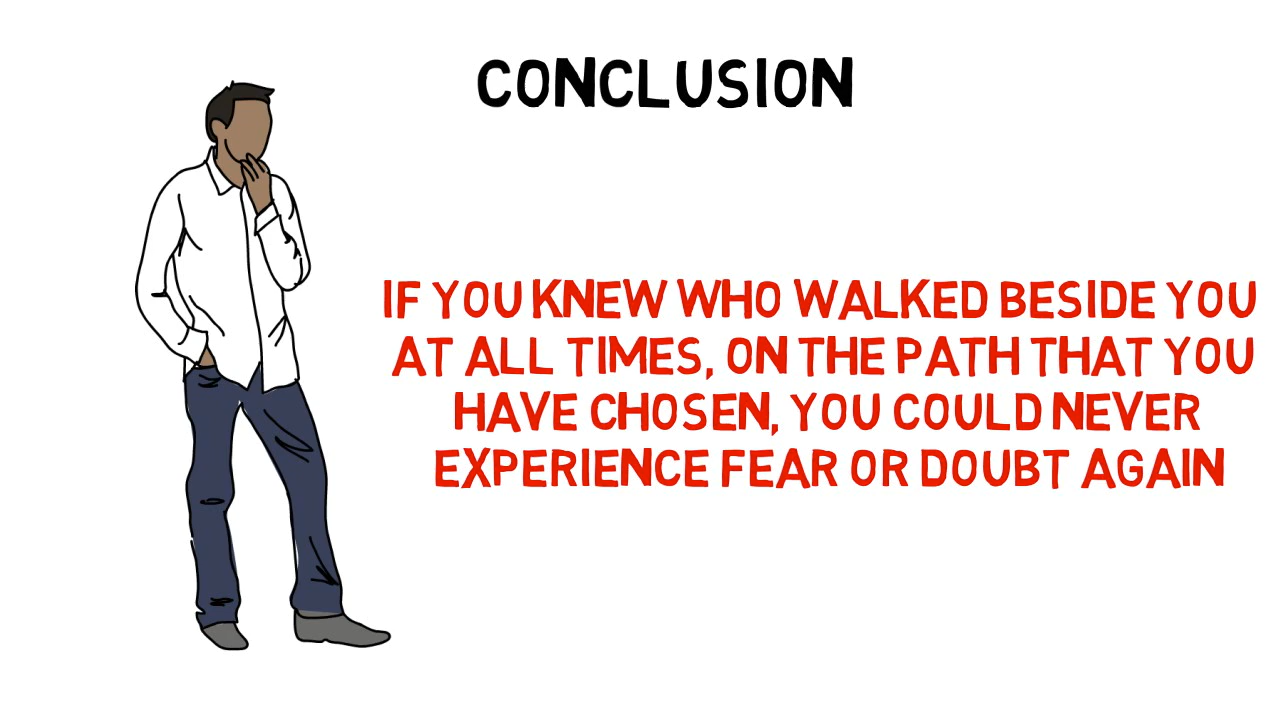 CONCLUSION
IF YOU KNEW WHO WALKED BESIDE YOU
AT ALL TIMES, ON THE PATH THAT YOU
HAVE CHOSEN, YOU COULD NEVER
EXPERIENCE FEAR OR DOUBT AGAIN